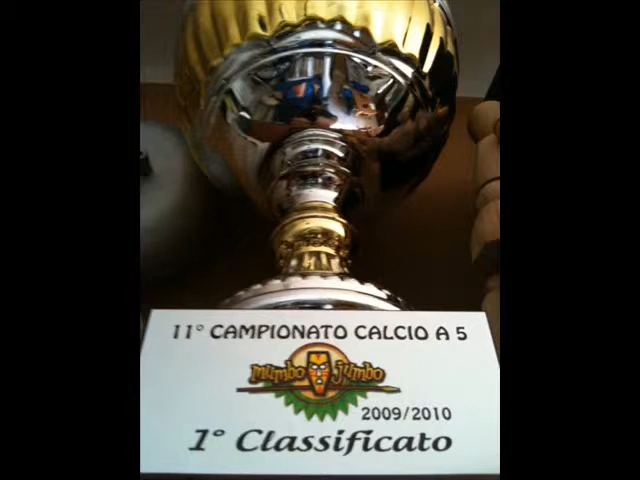 11° CAMPIONATO CALCIO A 5
mumbo jumbo
2009/2010
1° Classificato